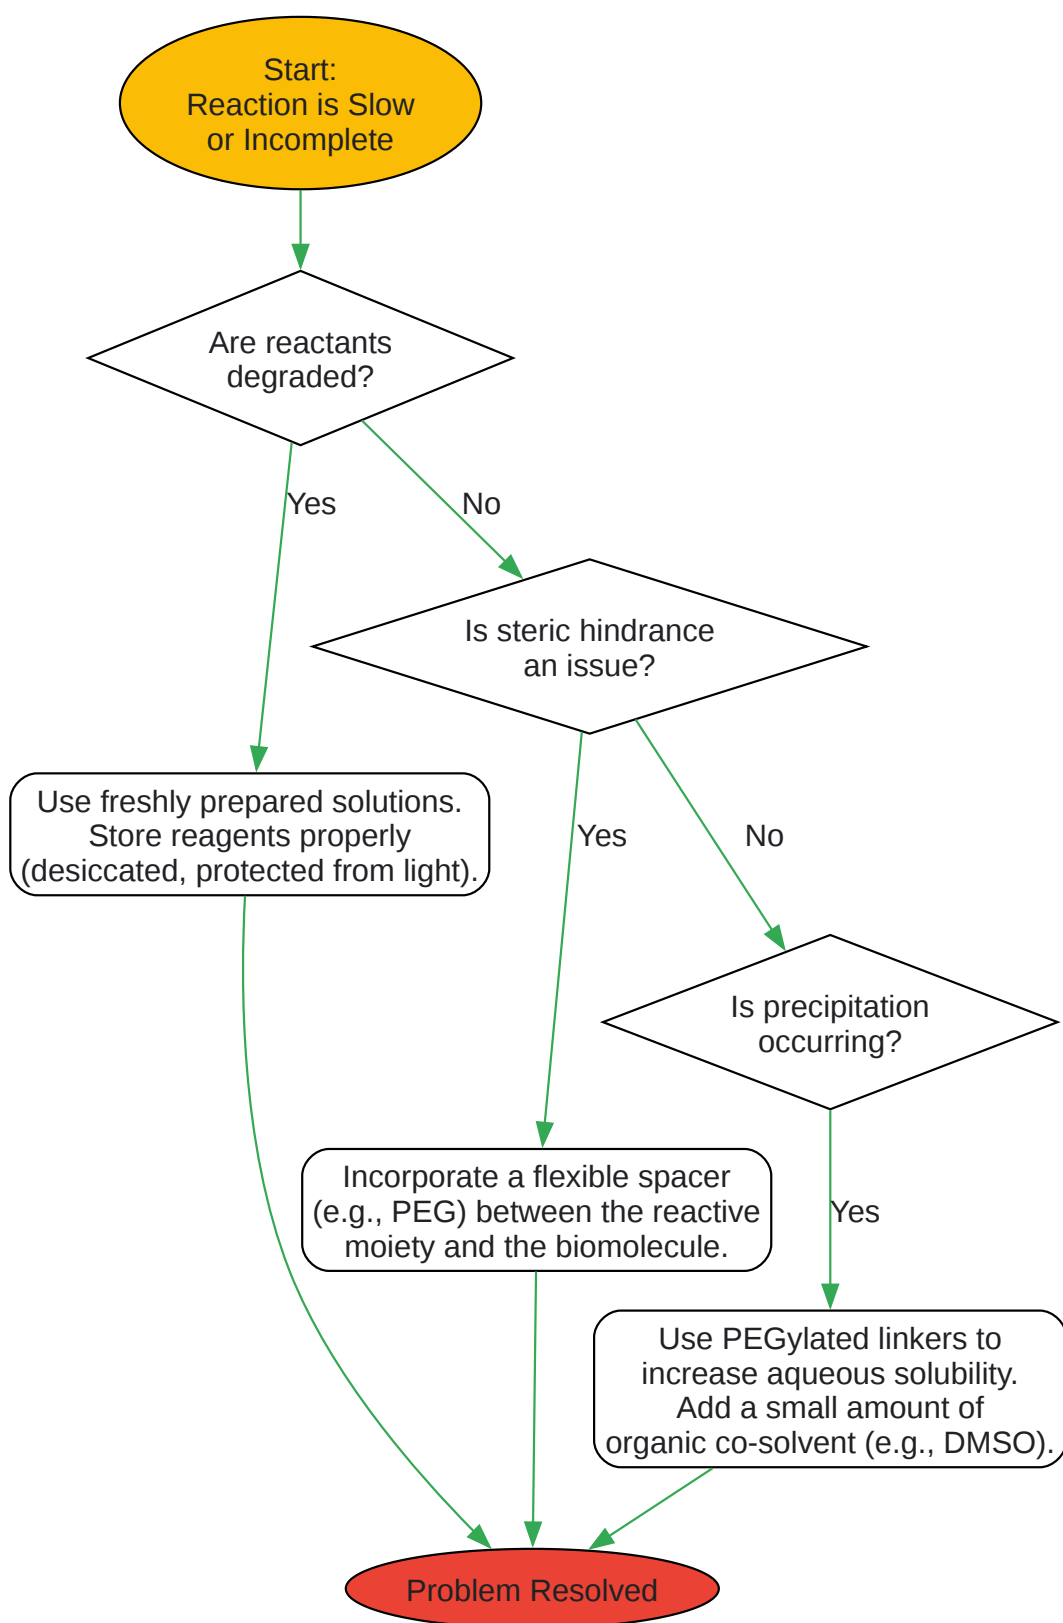 Start:
Reaction is Slow
or Incomplete
Are reactants
degraded?
Yes
No
Is steric hindrance
an issue?
Use freshly prepared solutions.
Store reagents properly
(desiccated, protected from light).
Yes
No
Is precipitation
occurring?
Incorporate a flexible spacer
(e.g., PEG) between the reactive
moiety and the biomolecule.
Yes
Use PEGylated linkers to
increase aqueous solubility.
Add a small amount of
organic co-solvent (e.g., DMSO).
Problem Resolved